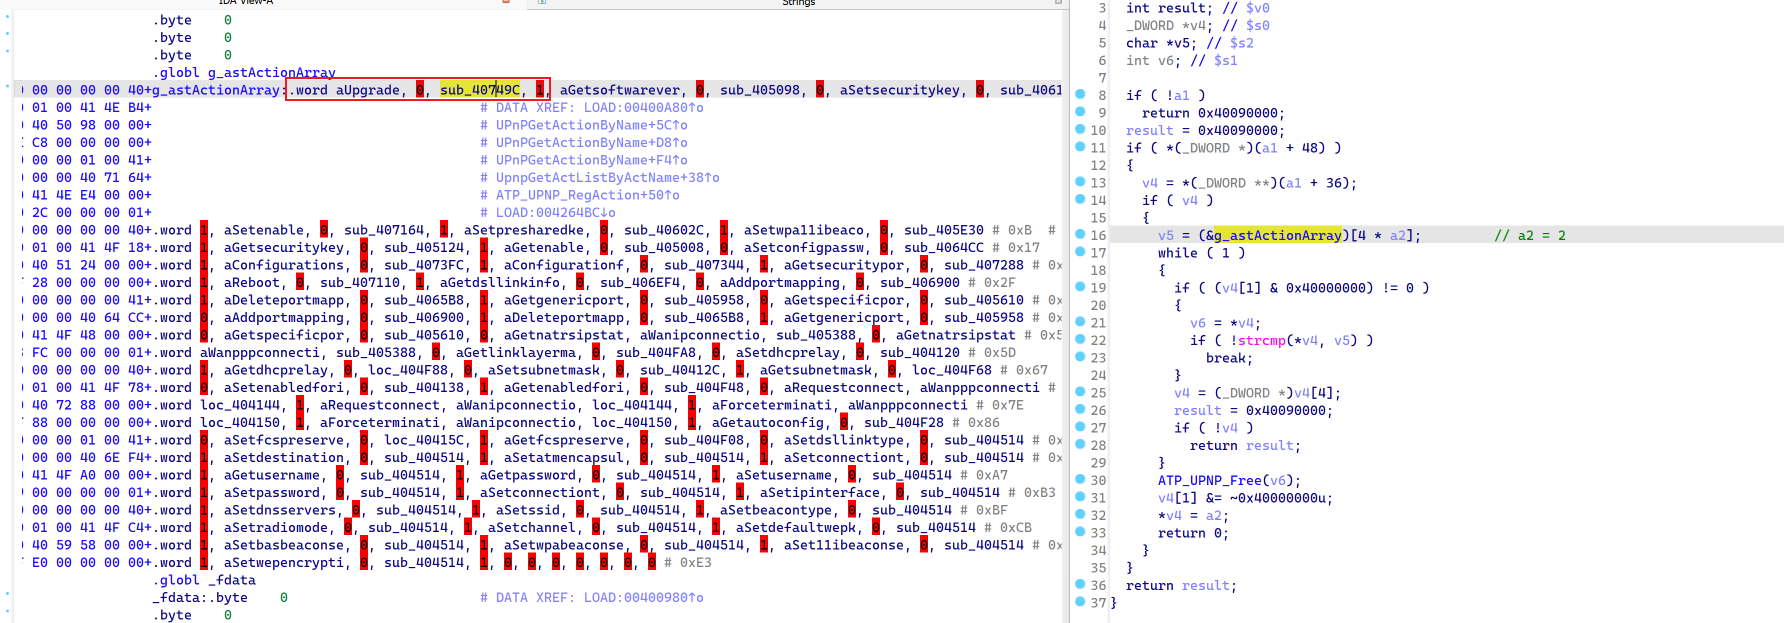 IDA View-A
Strings
.byte 0
.byte 0
.byte 0
.globl g_astActionArray
00 00 00 00 40+g_astActionArray:.word aUpgrade, 0, sub_40749C, 1, aGetsoftwarever, 0, sub_405098, 0, aSetsecuritykey, 0, sub_4061
01 00 41 4E B4+ # DATA XREF: LOAD:00400A80↑o
40 50 98 00 00+ # UPnPGetActionByName+5C↑o
C8 00 00 00 00+ # UPnPGetActionByName+D8↑o
00 00 01 00 41+ # UPnPGetActionByName+F4↑o
00 00 40 71 64+ # UpnpGetActListByActName+38↑o
41 4E E4 00 00+ # ATP_UPNP_RegAction+50↑o
2C 00 00 00 01+ # LOAD:004264BC↓o
00 00 00 00 40+.word 1, aSetenable, 0, sub_407164, 1, aSetpresharedke, 0, sub_40602C, 1, aSetwpa11ibeaco, 0, sub_405E30 # 0xB #
01 00 41 4F 18+.word 1, aGetsecuritykey, 0, sub_405124, 1, aGetenable, 0, sub_405008, 0, aSetconfigpassw, 0, sub_4064CC # 0x17
40 51 24 00 00+.word 1, aConfigurations, 0, sub_4073FC, 1, aConfigurationf, 0, sub_407344, 1, aGetsecuritypor, 0, sub_407288 # 0x
28 00 00 00 00+.word 1, aReboot, 0, sub_407110, 1, aGetdsllinkinfo, 0, sub_406EF4, 0, aAddportmapping, 0, sub_406900 # 0x2F
00 00 00 00 41+.word 1, aDeleteportmapp, 0, sub_4065B8, 1, aGetgenericport, 0, sub_405958, 0, aGetspecificpor, 0, sub_405610 # 0x
00 00 40 64 CC+.word 0, aAddportmapping, 0, sub_406900, 1, aDeleteportmapp, 0, sub_4065B8, 1, aGetgenericport, 0, sub_405958 # 0x
41 4F 48 00 00+.word 0, aGetspecificpor, 0, sub_405610, 0, aGetnatrsipstat, aWanipconnectio, sub_405388, 0, aGetnatrsipstat # 0x5
FC 00 00 00 01+.word aWanpppconnecti, sub_405388, 0, aGetlinklayerma, 0, sub_404FA8, 0, aSetdhcprelay, 0, sub_404120 # 0x5D
00 00 00 00 40+.word 1, aGetdhcprelay, 0, loc_404F88, 0, aSetsubnetmask, 0, sub_40412C, 1, aGetsubnetmask, 0, loc_404F68 # 0x67
01 00 41 4F 78+.word 0, aSetenabledfori, 0, sub_404138, 1, aGetenabledfori, 0, sub_404F48, 0, aRequestconnect, aWanpppconnecti #
40 72 88 00 00+.word loc_404144, 1, aRequestconnect, aWanipconnectio, loc_404144, 1, aForceterminati, aWanpppconnecti # 0x7E
88 00 00 00 00+.word loc_404150, 1, aForceterminati, aWanipconnectio, loc_404150, 1, aGetautoconfig, 0, sub_404F28 # 0x86
00 00 01 00 41+.word 0, aSetfcspreserve, 0, loc_40415C, 1, aGetfcspreserve, 0, sub_404F08, 0, aSetdsllinktype, 0, sub_404514 # 0x
00 00 40 6E F4+.word 1, aSetdestination, 0, sub_404514, 1, aSetatmencapsul, 0, sub_404514, 1, aSetconnectiont, 0, sub_404514 # 0x
41 4F A0 00 00+.word 1, aGetusername, 0, sub_404514, 1, aGetpassword, 0, sub_404514, 1, aSetusername, 0, sub_404514 # 0xA7
00 00 00 00 01+.word 1, aSetpassword, 0, sub_404514, 1, aSetconnectiont, 0, sub_404514, 1, aSetipinterface, 0, sub_404514 # 0xB3
00 00 00 00 40+.word 1, aSetdnsservers, 0, sub_404514, 1, aSetssid, 0, sub_404514, 1, aSetbeacontype, 0, sub_404514 # 0xBF
01 00 41 4F C4+.word 1, aSetradiomode, 0, sub_404514, 1, aSetchannel, 0, sub_404514, 1, aSetdefaultwepk, 0, sub_404514 # 0xCB
40 59 58 00 00+.word 1, aSetbasbeaconse, 0, sub_404514, 1, aSetwpabeaconse, 0, sub_404514, 1, aSet11ibeaconse, 0, sub_404514 # 0x
E0 00 00 00 00+.word 1, aSetwepencrypti, 0, sub_404514, 1, 0, 0, 0, 0, 0, 0, 0 # 0xE3
.globl _fdata
_fdata:.byte 0 # DATA XREF: LOAD:00400980↑o
.byte 0
3 int result; // $v0
4 _DWORD *v4; // $s0
5 char *v5; // $s2
6 int v6; // $s1
7
8 if ( !a1 )
9 return 0x40090000;
10 result = 0x40090000;
11 if ( *(_DWORD *)(a1 + 48) )
12 {
13 v4 = *(_DWORD **)(a1 + 36);
14 if ( v4 )
15 {
16 v5 = (&g_astActionArray)[4 * a2]; // a2 = 2
17 while ( 1 )
18 {
19 if ( (v4[1] & 0x40000000) != 0 )
20 {
21 v6 = *v4;
22 if ( !strcmp(*v4, v5) )
23 break;
24 }
25 v4 = (_DWORD *)v4[4];
26 result = 0x40090000;
27 if ( !v4 )
28 return result;
29 }
30 ATP_UPNP_Free(v6);
31 v4[1] &= ~0x40000000u;
32 *v4 = a2;
33 return 0;
34 }
35 }
36 return result;
37 }